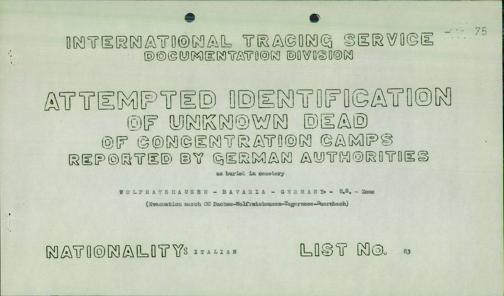 75
INTERNATIONAL TRACING SERVICE
DOCUMENTATION DIVISION
ATTEMPTED IDENTIFICATION
OF UNKNOWN DEAD
OF CONCENTRATION CAMPS
REPORTED BY GERMAN AUTHORITIES
as buried in cemetery
WOLFRATSHAUSEN - BAVARIA - GERMANY - U.S. - Zone
(Evacuation march CC Dachau-Wolfratshausen-Tegernsee-Duernbach)
NATIONALITY: ITALIAN LIST NO. 83